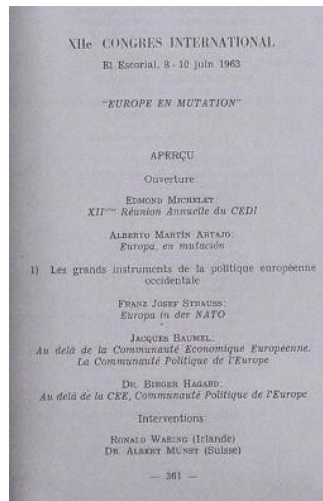 XIIe CONGRES INTERNATIONAL
El Escorial, 8 - 10 juin 1963
"EUROPE EN MUTATION"
APERÇU
Ouverture:
EDMOND MICHELET:
XIIème Réunion Annuelle du CEDI
ALBERTO MARTÍN ARTAJO:
Europa, en mutación
1) Les grands instruments de la politique européenne
occidentale
FRANZ JOSEF STRAUSS:
Europa in der NATO
JACQUES BAUMEL:
Au delà de la Communauté Economique Européenne.
La Communauté Politique de l'Europe
DR. BIRGER HAGARD:
Au delà de la CEE, Communauté Politique de l'Europe
Interventions:
RONALD WARING (Irlande)
DR. ALBERT MUNST (Suisse)
— 361 —